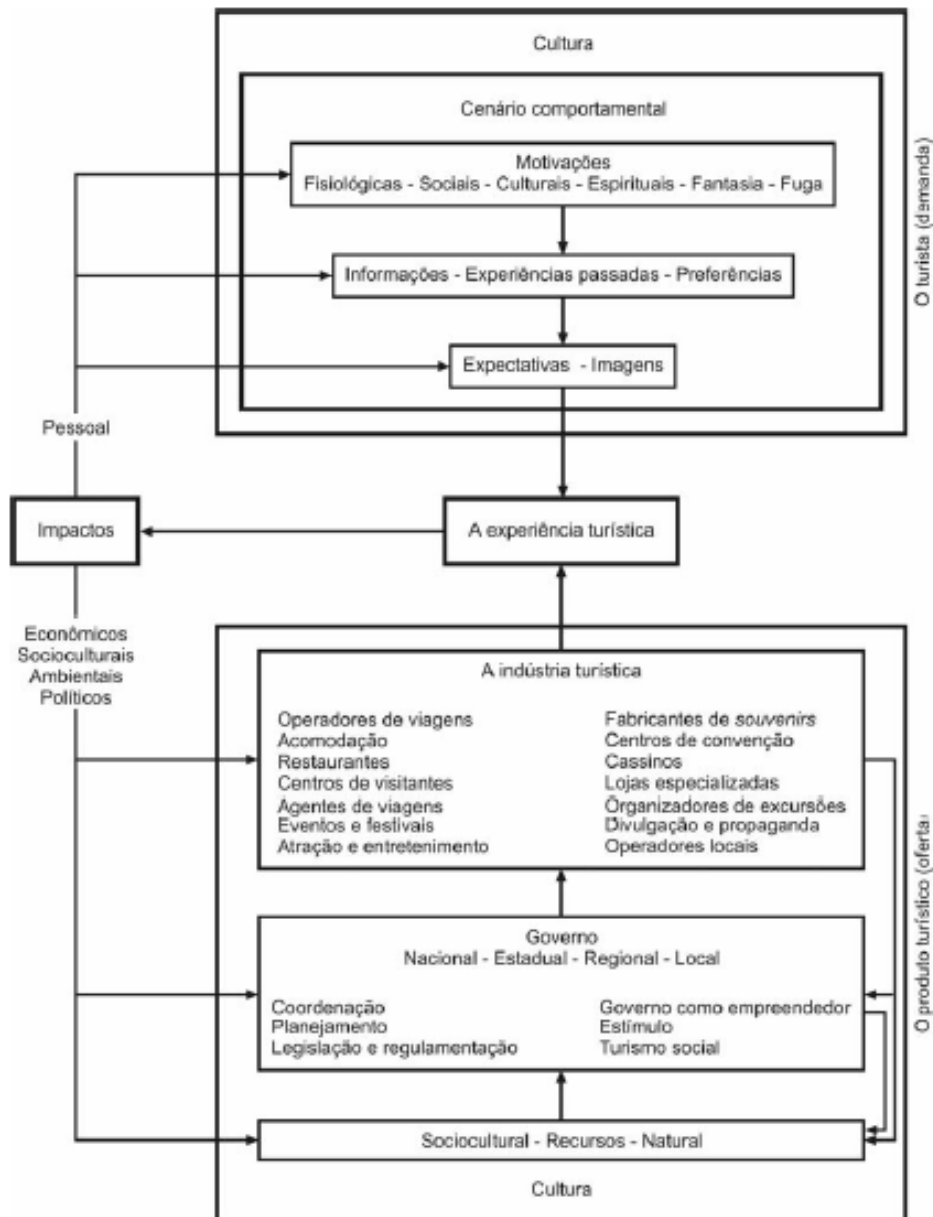 Cultura
Cenário comportamental
Motivações
Fisiológicas - Sociais - Culturais - Espirituais - Fantasia - Fuga
Informações - Experiências passadas - Preferências
Expectativas - Imagens
O turista (demanda)
Pessoal
Impactos
A experiência turística
Econômicos
Socioculturais
Ambientais
Políticos
A indústria turística
Operadores de viagens
Acomodação
Restaurantes
Centros de visitantes
Agentes de viagens
Eventos e festivais
Atração e entretenimento
Fabricantes de souvenirs
Centros de convenção
Cassinos
Lojas especializadas
Organizadores de excursões
Divulgação e propaganda
Operadores locais
Governo
Nacional - Estadual - Regional - Local
Coordenação
Planejamento
Legislação e regulamentação
Governo como empreendedor
Estímulo
Turismo social
Sociocultural - Recursos - Natural
Cultura
O produto turístico (oferta)